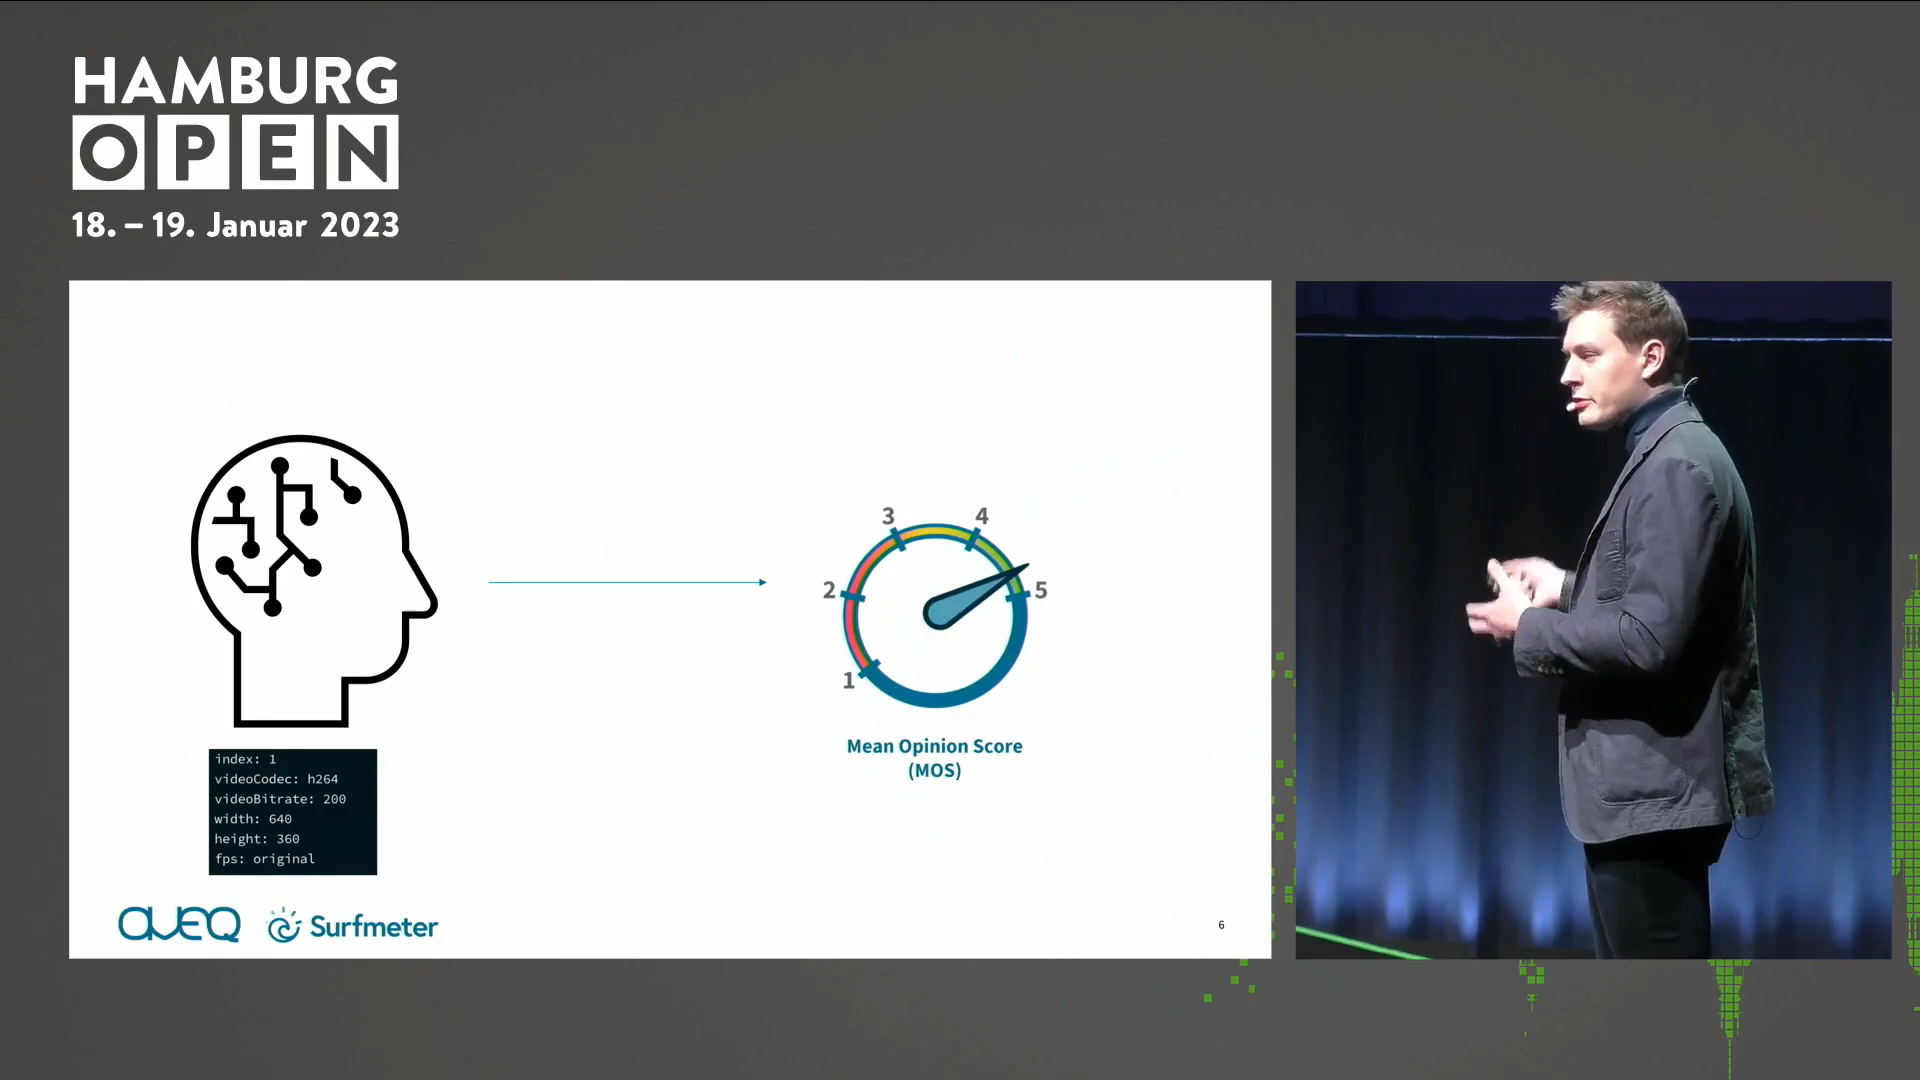 HAMBURG
OPEN
18. – 19. Januar 2023
3
4
2
5
1
Mean Opinion Score
(MOS)
index: 1
videoCodec: h264
videoBitrate: 200
width: 640
height: 360
fps: original
AVEQ
Surfmeter
6